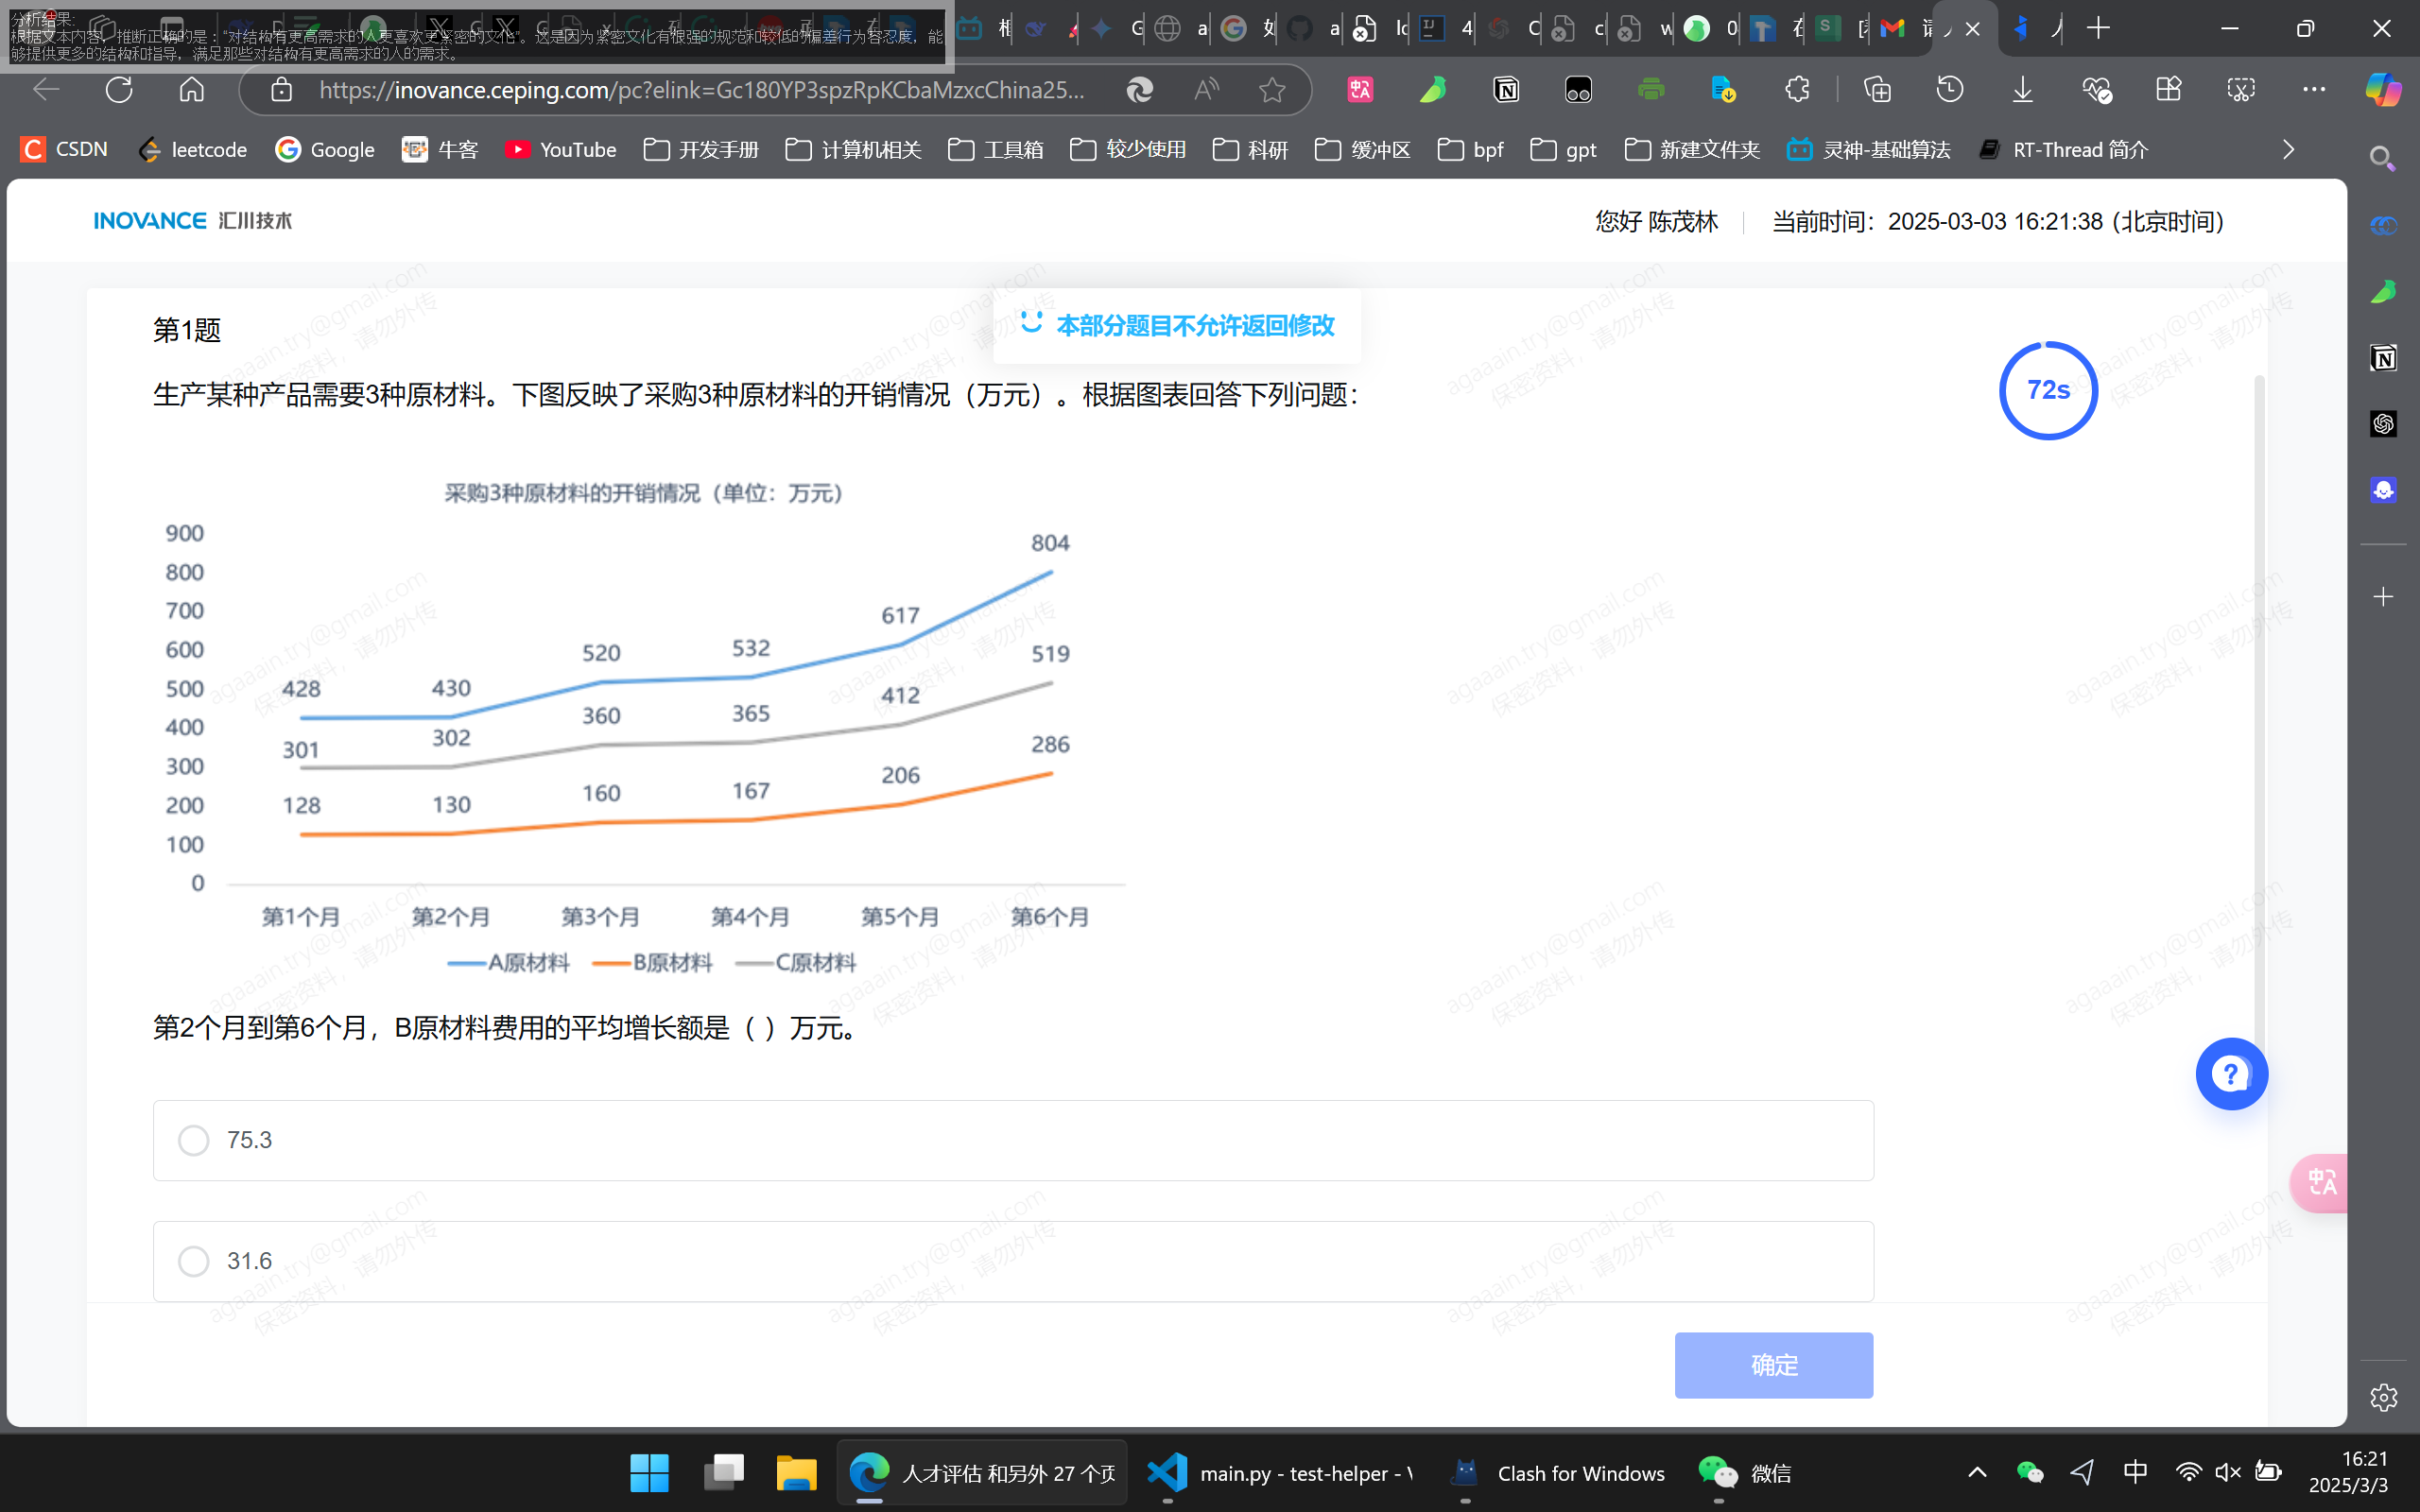 分析结果:
根据文本内容，推断正确的是："对结构有更高需求的人更喜欢更紧密的文化"。这是因为紧密文化有很强的规范和较低的偏差行为容忍度，能
够提供更多的结构和指导，满足那些对结构有更高需求的人的需求。
https://inovance.ceping.com/pc?elink=Gc180YP3spzRpKCbaMzxcChina25...
CSDN leetcode Google 牛客 YouTube 开发手册 计算机相关 工具箱 较少使用 科研 缓冲区 bpf gpt 新建文件夹 灵神-基础算法 RT-Thread 简介
INOVANCE 汇川技术
您好 陈茂林 当前时间：2025-03-03 16:21:38 (北京时间)
第1题
本部分题目不允许返回修改
72s
生产某种产品需要3种原材料。下图反映了采购3种原材料的开销情况（万元）。根据图表回答下列问题：
采购3种原材料的开销情况（单位：万元）
900
800
700
600
500
400
300
200
100
0
428 430 520 532 617 804
301 302 360 365 412 519
128 130 160 167 206 286
第1个月 第2个月 第3个月 第4个月 第5个月 第6个月
A原材料 B原材料 C原材料
第2个月到第6个月，B原材料费用的平均增长额是（ ）万元。
75.3
31.6
确定
agaaain.try@gmail.com
保密资料，请勿外传
人才评估 和另外 27 个页
main.py - test-helper - V
Clash for Windows
微信
中
16:21
2025/3/3